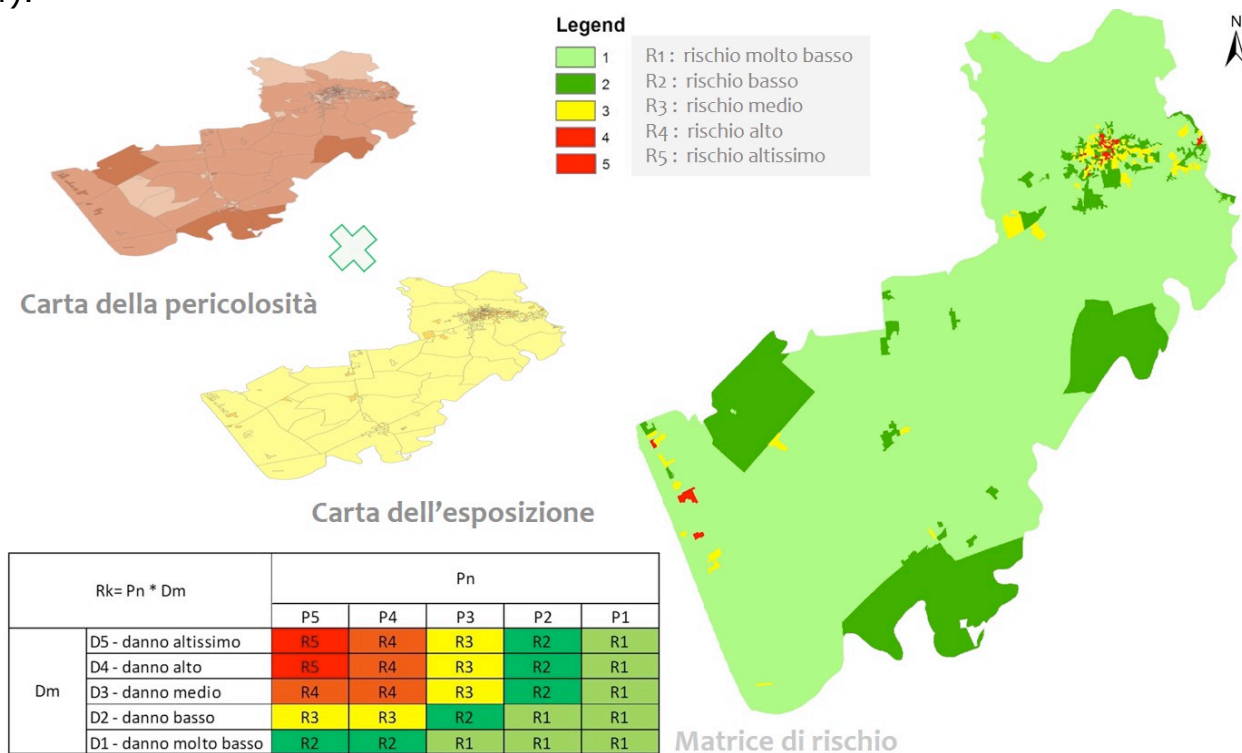 Legend
1 R1 : rischio molto basso
2 R2 : rischio basso
3 R3 : rischio medio
4 R4 : rischio alto
5 R5 : rischio altissimo
N
Carta della pericolosità
Carta dell'esposizione
Rk= Pn * Dm Pn
P5 P4 P3 P2 P1
Dm
D5 - danno altissimo R5 R4 R3 R2 R1
D4 - danno alto R5 R4 R3 R2 R1
D3 - danno medio R4 R4 R3 R2 R1
D2 - danno basso R3 R3 R2 R1 R1
D1 - danno molto basso R2 R2 R1 R1 R1
Matrice di rischio